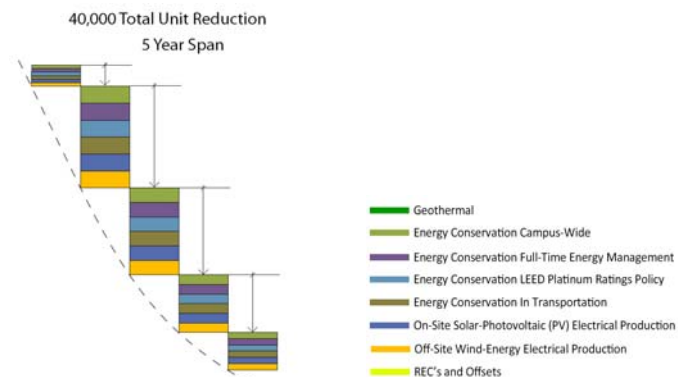 40,000 Total Unit Reduction
5 Year Span
Geothermal
Energy Conservation Campus-Wide
Energy Conservation Full-Time Energy Management
Energy Conservation LEED Platinum Ratings Policy
Energy Conservation In Transportation
On-Site Solar-Photovoltaic (PV) Electrical Production
Off-Site Wind-Energy Electrical Production
REC's and Offsets